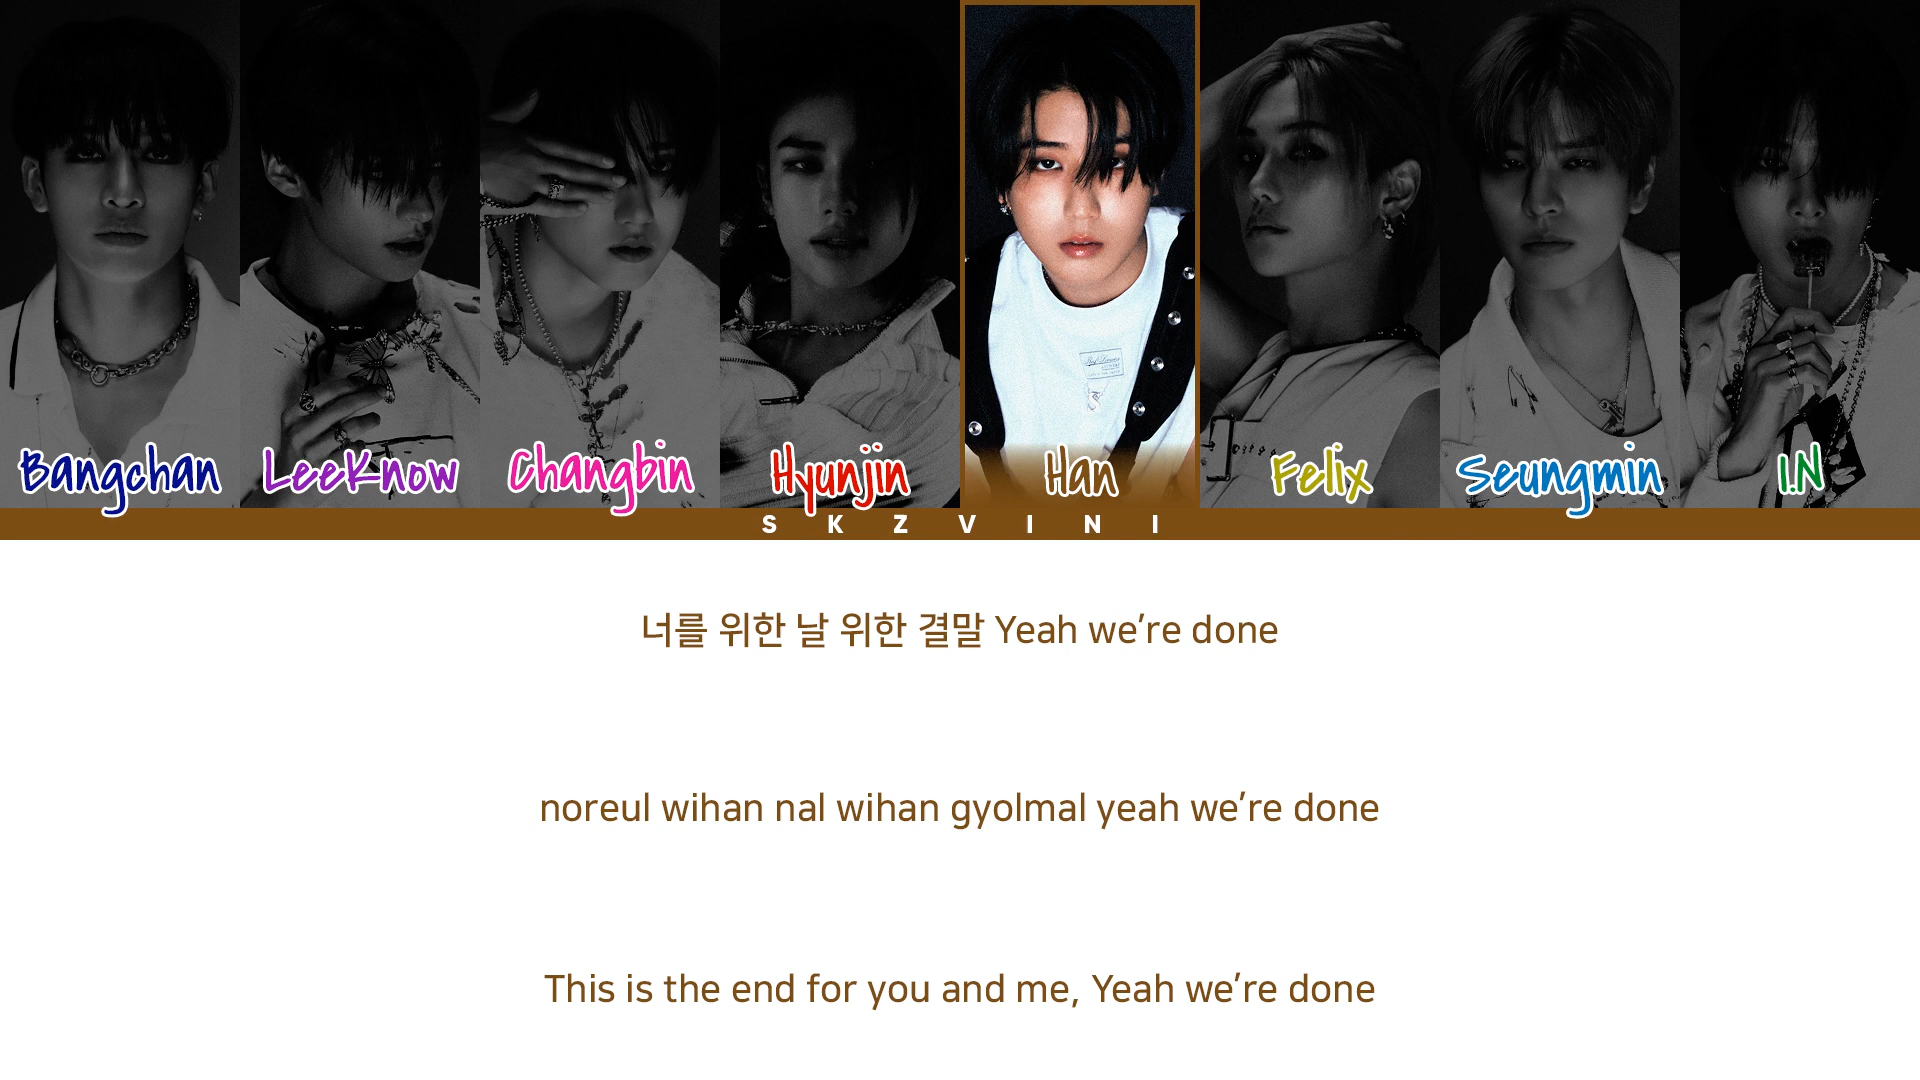 Bangchan
LeeKnow
Changbin
Hyunjin
Han
Felix
Seungmin
I.N
SKZVINI
너를 위한 날 위한 결말 Yeah we’re done
noreul wihan nal wihan gyolmal yeah we’re done
This is the end for you and me, Yeah we’re done